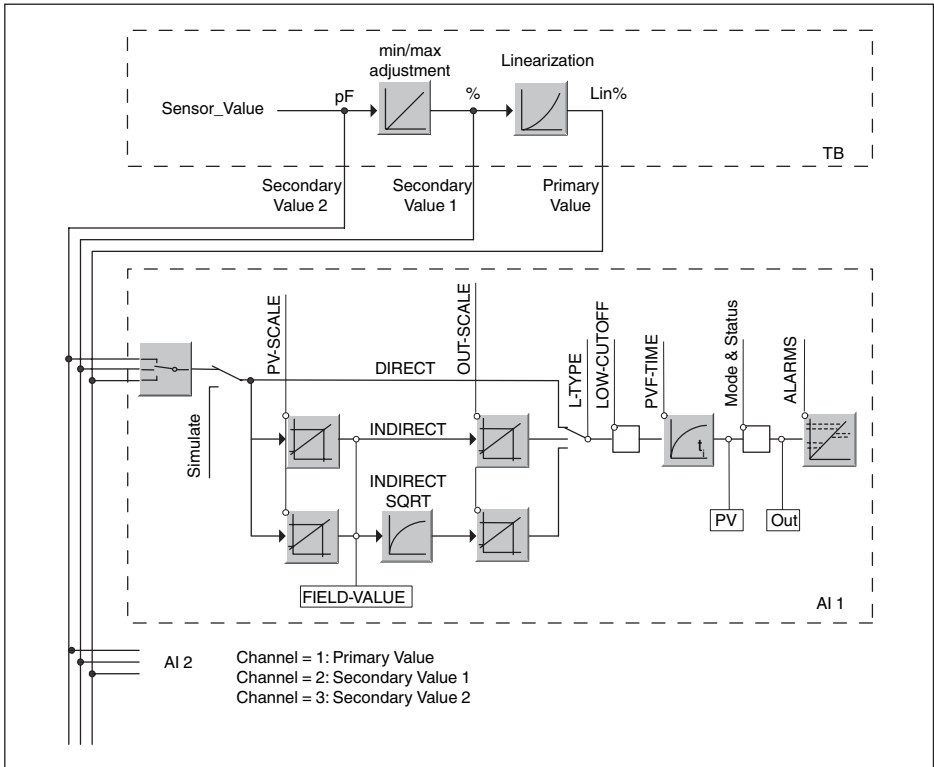 min/max
adjustment
Linearization
Sensor_Value
pF
%
Lin%
TB
Secondary
Value 2
Secondary
Value 1
Primary
Value
PV-SCALE
OUT-SCALE
L-TYPE
LOW-CUTOFF
PVF-TIME
Mode & Status
ALARMS
DIRECT
Simulate
INDIRECT
INDIRECT
SQRT
ti
PV
Out
FIELD-VALUE
AI 1
AI 2
Channel = 1: Primary Value
Channel = 2: Secondary Value 1
Channel = 3: Secondary Value 2